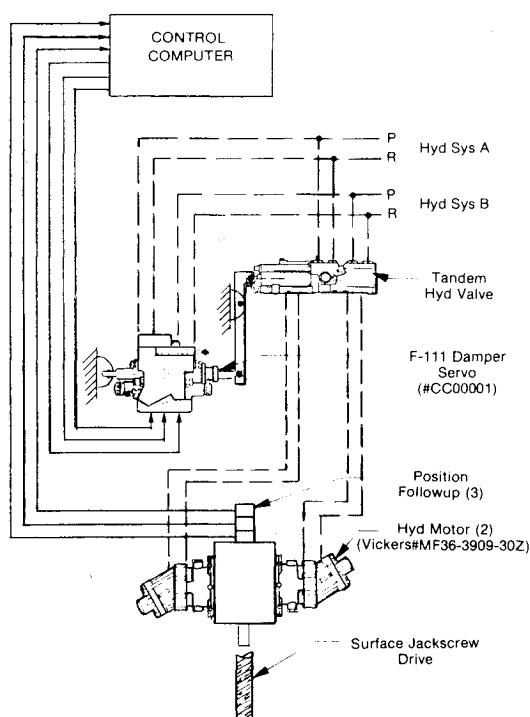 CONTROL
COMPUTER
P
R
Hyd Sys A
P
R
Hyd Sys B
Tandem
Hyd Valve
F-111 Damper
Servo
(#CC00001)
Position
Followup (3)
Hyd Motor (2)
(Vickers#MF36-3909-30Z)
Surface Jackscrew
Drive